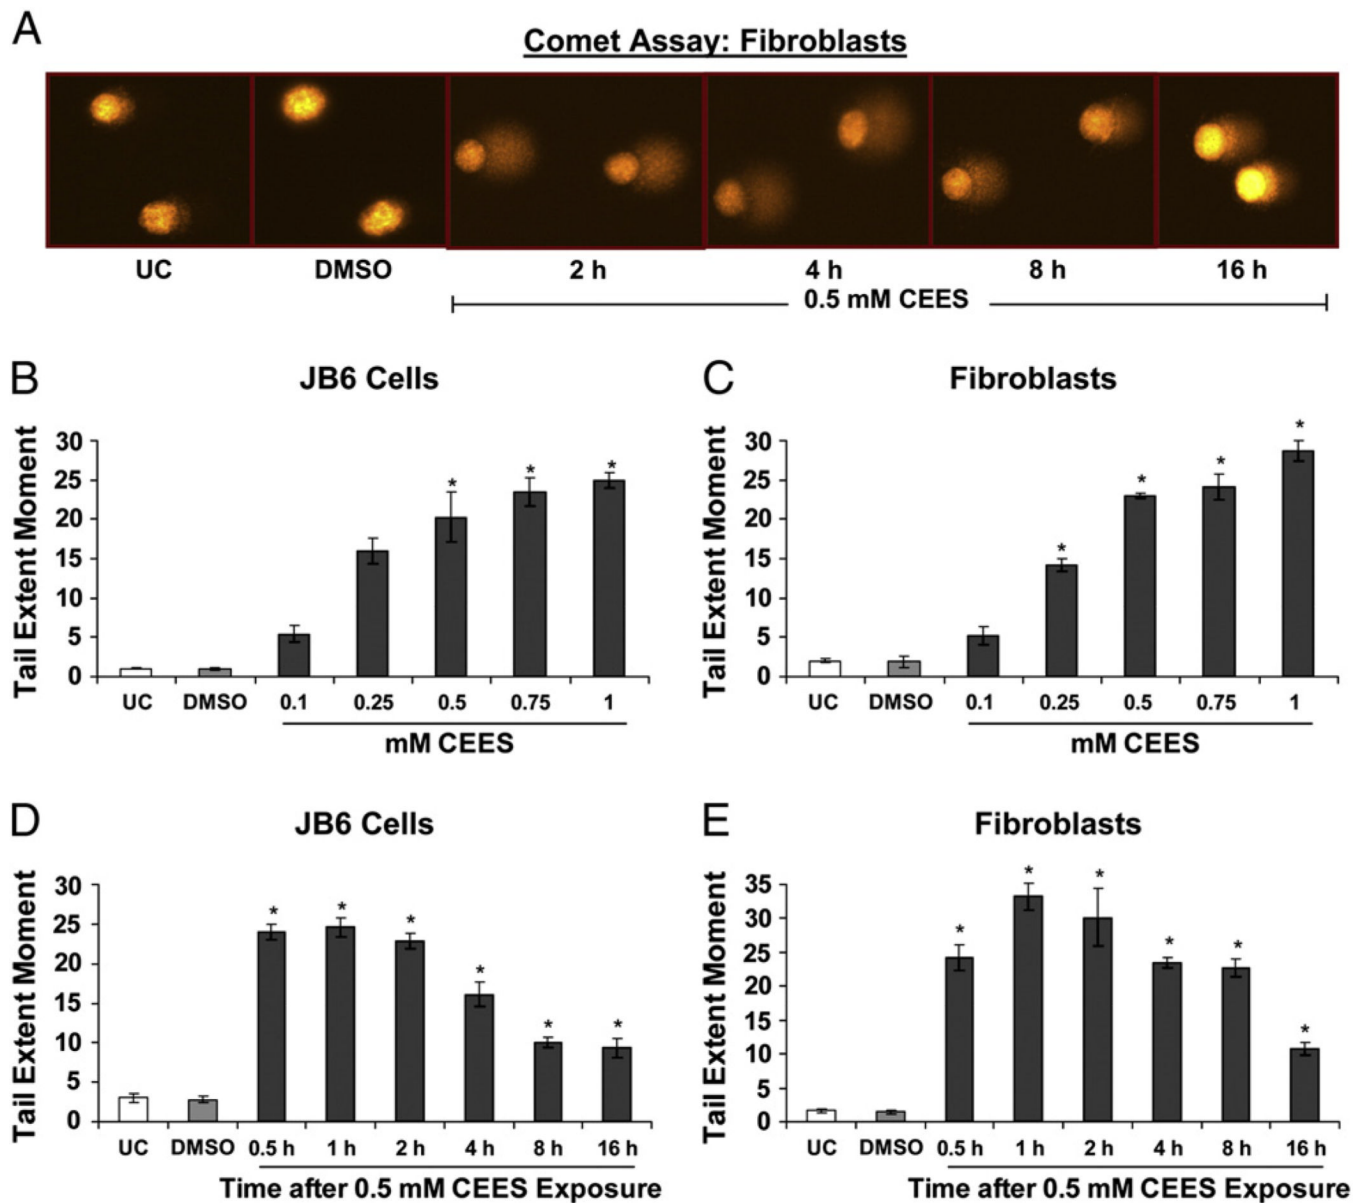 A
Comet Assay: Fibroblasts
UC DMSO 2 h 4 h 8 h 16 h
0.5 mM CEES
B
JB6 Cells
Tail Extent Moment
30
25
20
15
10
5
0
*
*
*
UC DMSO 0.1 0.25 0.5 0.75 1
mM CEES
C
Fibroblasts
Tail Extent Moment
30
25
20
15
10
5
0
*
*
*
*
UC DMSO 0.1 0.25 0.5 0.75 1
mM CEES
D
JB6 Cells
Tail Extent Moment
30
25
20
15
10
5
0
*
*
*
*
*
*
UC DMSO 0.5 h 1 h 2 h 4 h 8 h 16 h
Time after 0.5 mM CEES Exposure
E
Fibroblasts
Tail Extent Moment
35
30
25
20
15
10
5
0
*
*
*
*
*
*
UC DMSO 0.5 h 1 h 2 h 4 h 8 h 16 h
Time after 0.5 mM CEES Exposure